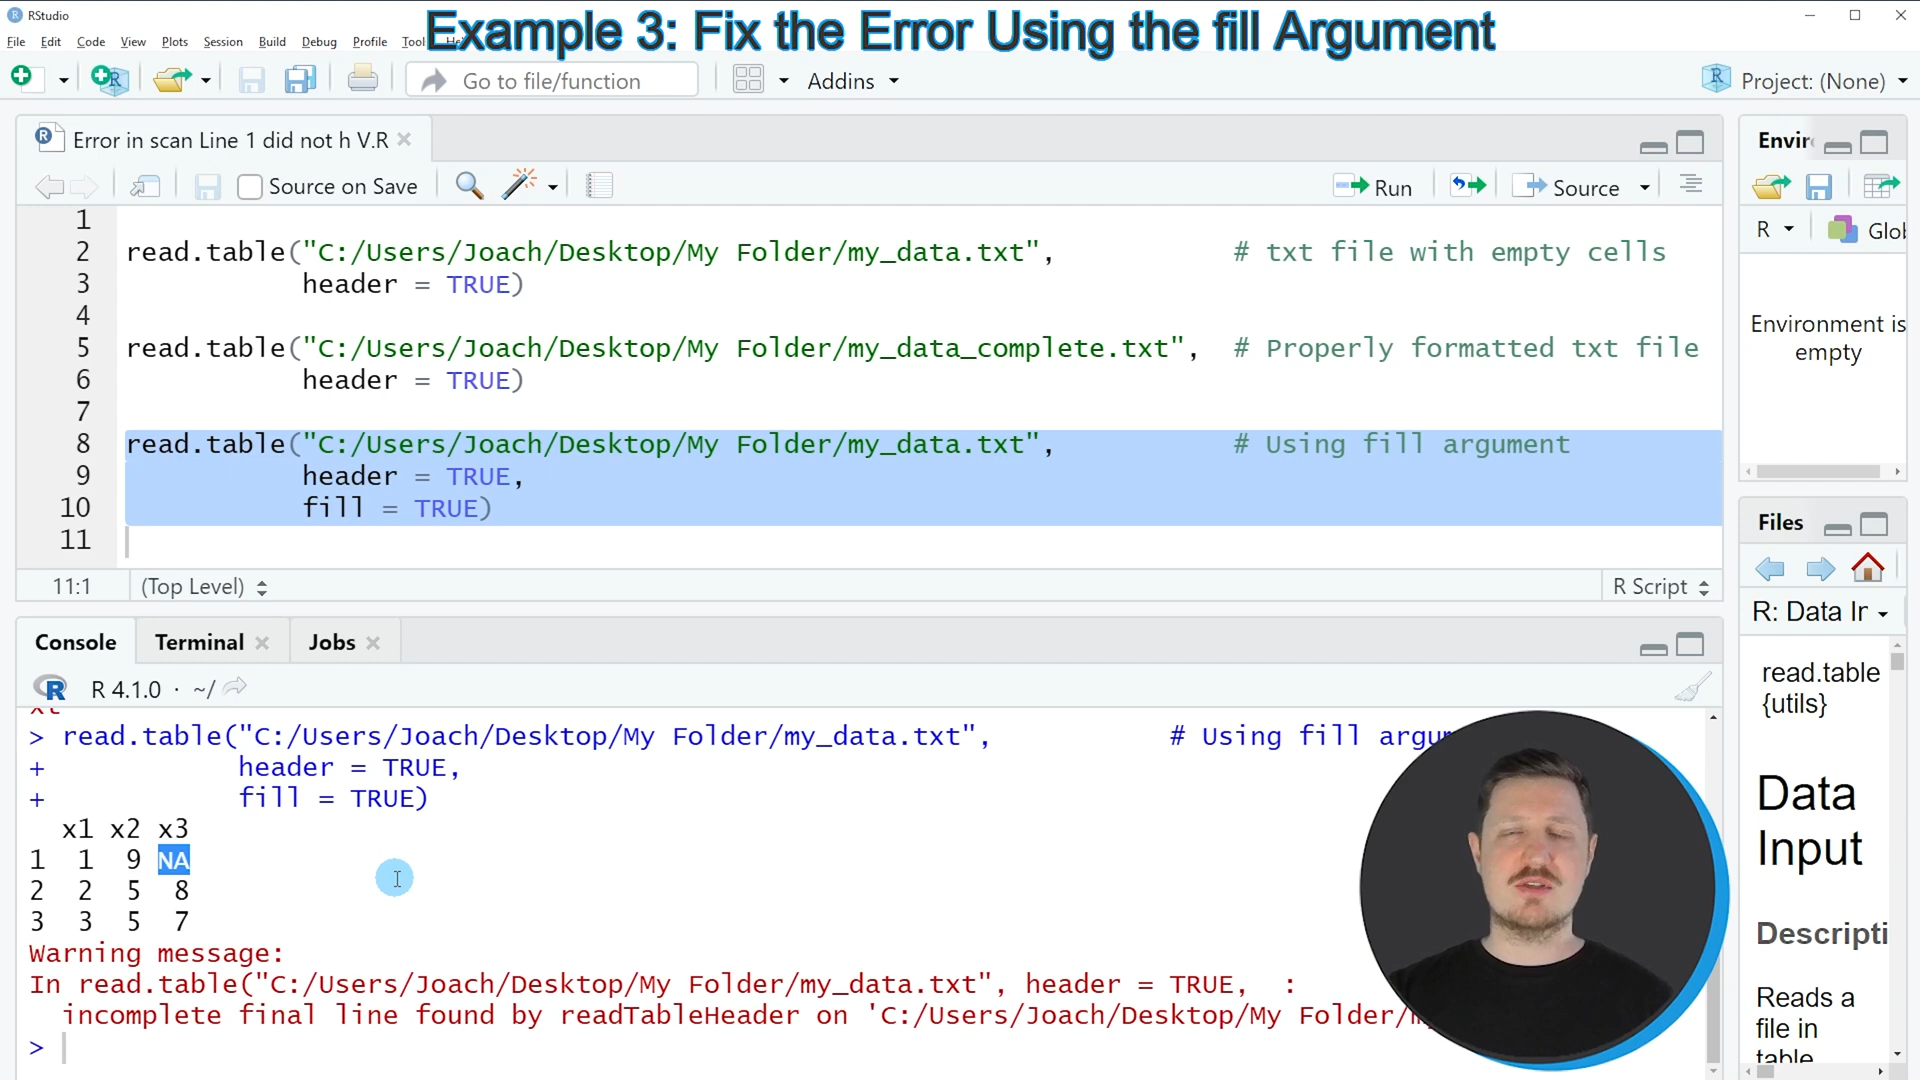 RStudio
Example 3: Fix the Error Using the fill Argument
File Edit Code View Plots Session Build Debug Profile
Go to file/function
Addins
Project: (None)
Error in scan Line 1 did not h V.R
Source on Save
Run
Source
1
2 read.table("C:/Users/Joach/Desktop/My Folder/my_data.txt", # txt file with empty cells
3 header = TRUE)
4
5 read.table("C:/Users/Joach/Desktop/My Folder/my_data_complete.txt", # Properly formatted txt file
6 header = TRUE)
7
8 read.table("C:/Users/Joach/Desktop/My Folder/my_data.txt", # Using fill argument
9 header = TRUE,
10 fill = TRUE)
11
11:1 (Top Level) R Script
Console Terminal Jobs
R 4.1.0 · ~/
> read.table("C:/Users/Joach/Desktop/My Folder/my_data.txt", # Using fill argu
+ header = TRUE,
+ fill = TRUE)
x1 x2 x3
1 1 9 NA
2 2 5 8
3 3 5 7
Warning message:
In read.table("C:/Users/Joach/Desktop/My Folder/my_data.txt", header = TRUE, :
incomplete final line found by readTableHeader on 'C:/Users/Joach/Desktop/My Folder/m
>
Envir
R
Glob
Environment is
empty
Files
R: Data In
read.table
{utils}
Data
Input
Descripti
Reads a
file in
table